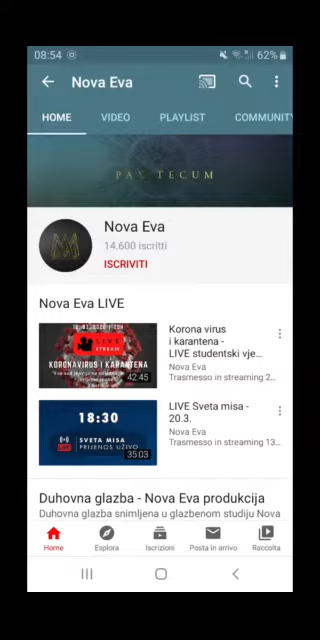 08:54 62%
Nova Eva
HOME VIDEO PLAYLIST COMMUNITY
PAX TECUM
Nova Eva
14.600 iscritti
ISCRIVITI
Nova Eva LIVE
LIVE
STREAM
KORONAVIRUS I KARANTENA
42:45
Korona virus
i karantena -
LIVE studentski vje...
Nova Eva
Trasmesso in streaming 2...
18:30
LIVE
SVETA MISA
PRIJENOS UŽIVO
35:03
LIVE Sveta misa -
20.3.
Nova Eva
Trasmesso in streaming 13...
Duhovna glazba - Nova Eva produkcija
Duhovna glazba snimljena u glazbenom studiju Nova
Home Esplora Iscrizioni Posta in arrivo Raccolta